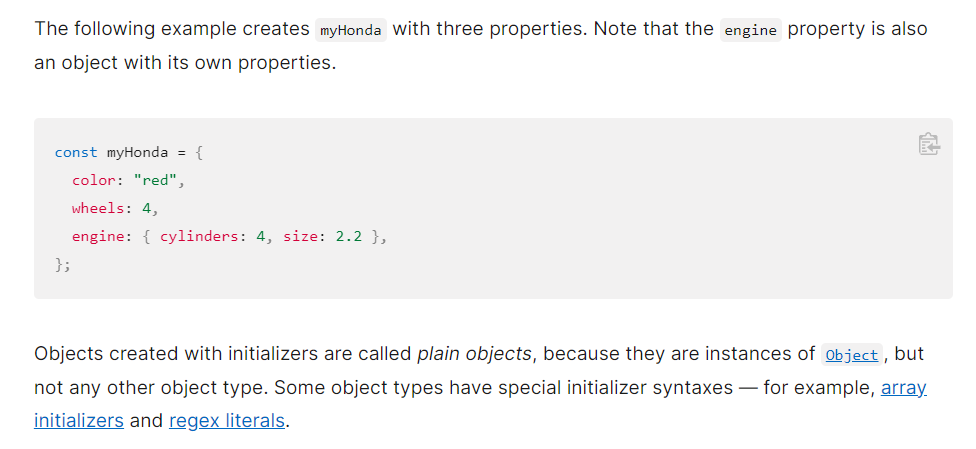 The following example creates myHonda with three properties. Note that the engine property is also
an object with its own properties.
const myHonda = {
  color: "red",
  wheels: 4,
  engine: { cylinders: 4, size: 2.2 },
};
Objects created with initializers are called plain objects, because they are instances of Object, but
not any other object type. Some object types have special initializer syntaxes — for example, array
initializers and regex literals.